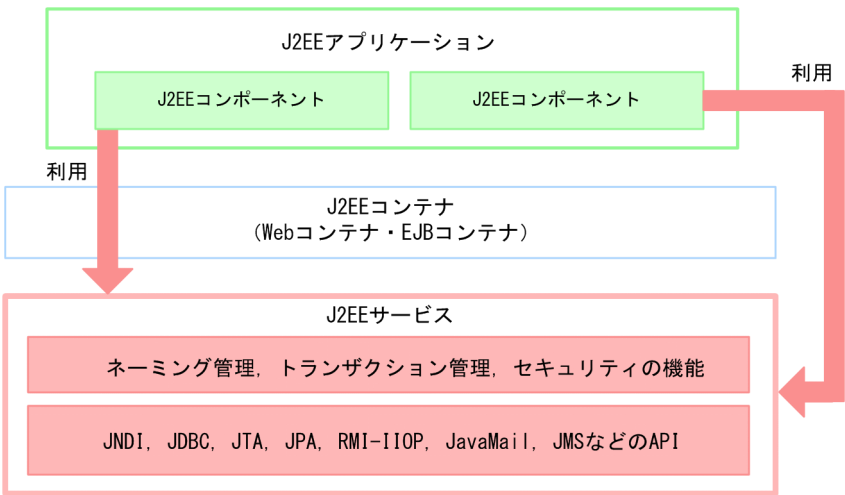 J2EEアプリケーション
利用
J2EEコンポーネント
J2EEコンポーネント
利用
J2EEコンテナ
(Webコンテナ・EJBコンテナ)
J2EEサービス
ネーミング管理, トランザクション管理, セキュリティの機能
JNDI, JDBC, JTA, JPA, RMI-IIOP, JavaMail, JMSなどのAPI